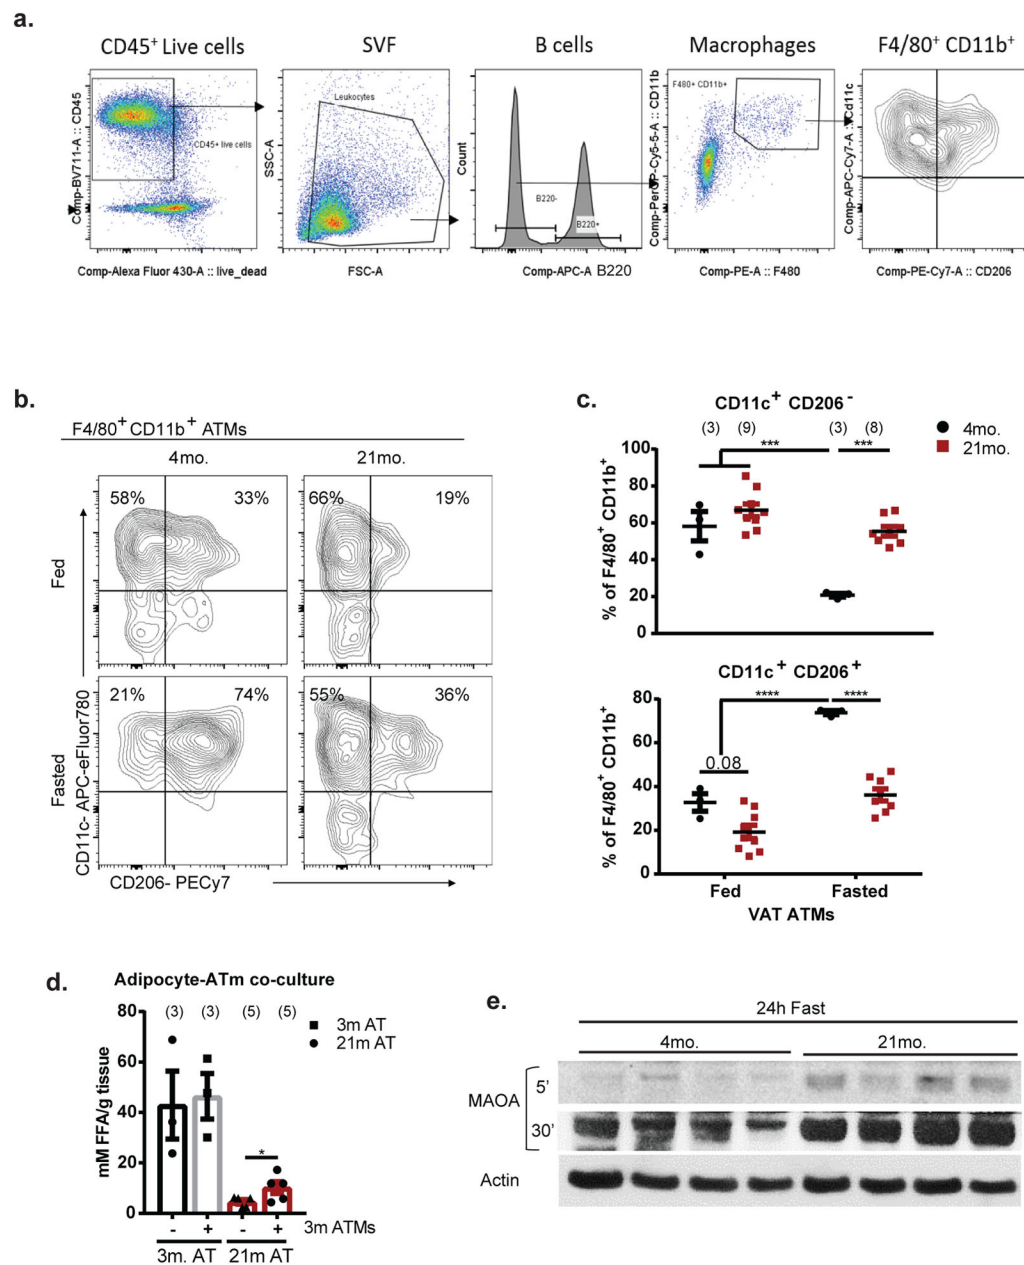 a.
CD45+ Live cells
SVF
B cells
Macrophages
F4/80+ CD11b+
Comp-BV711-A :: CD45
CD45+ live cells
Comp-Alexa Fluor 430-A :: live_dead
SSC-A
Leukocytes
FSC-A
Count
B220-
B220+
Comp-APC-A B220
Comp-PerCP-Cy5-5-A :: CD11b
F480+ CD11b+
Comp-PE-A :: F480
Comp-APC-Cy7-A :: Cd11c
Comp-PE-Cy7-A :: CD206
b.
F4/80+ CD11b+ ATMs
4mo.
21mo.
Fed
58%
33%
66%
19%
Fasted
21%
74%
55%
36%
CD11c- APC-eFluor780
CD206- PECy7
c.
CD11c+ CD206-
(3)
(9)
(3)
(8)
***
***
4mo.
21mo.
% of F4/80+ CD11b+
100
80
60
40
20
0
CD11c+ CD206+
****
****
0.08
% of F4/80+ CD11b+
80
60
40
20
0
Fed
Fasted
VAT ATMs
d.
Adipocyte-ATm co-culture
(3)
(3)
(5)
(5)
3m AT
21m AT
mM FFA/g tissue
80
60
40
20
0
*
-
+
-
+
3m ATMs
3m. AT
21m AT
e.
24h Fast
4mo.
21mo.
MAOA
5'
30'
Actin